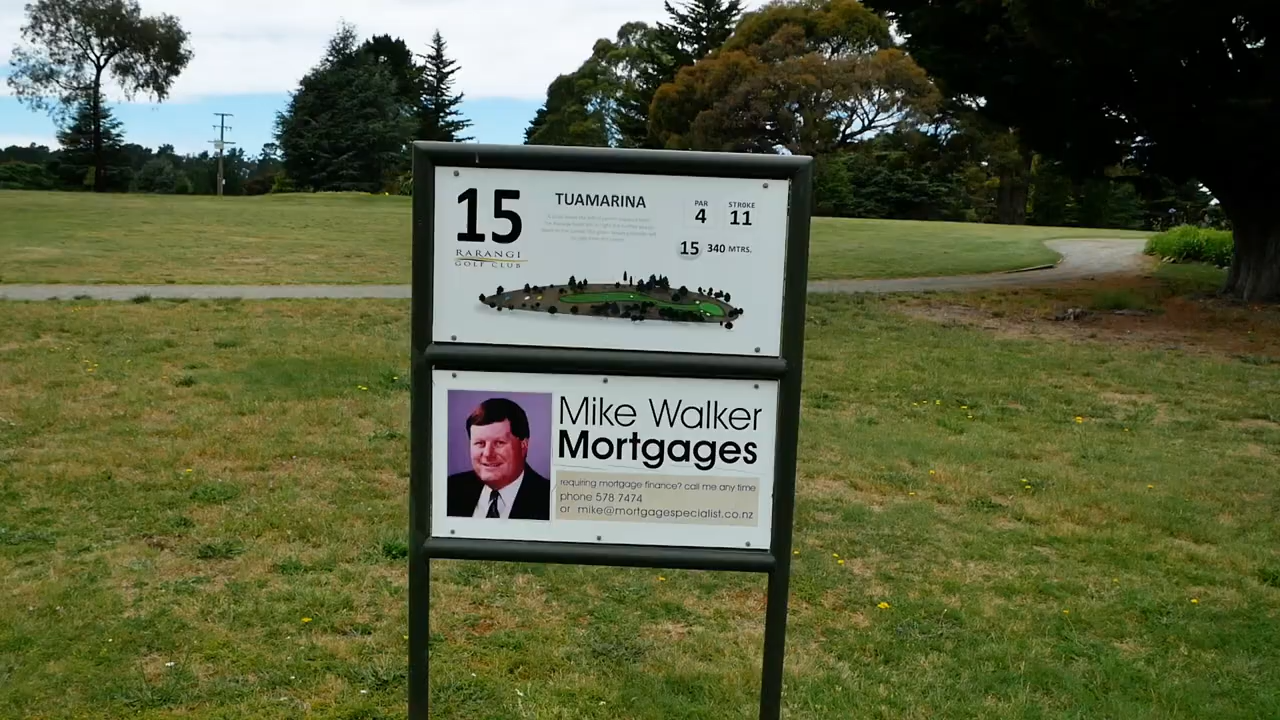 15
RARANGI
GOLF CLUB
TUAMARINA
PAR
4
STROKE
11
15 340 MTRS.
Mike Walker
Mortgages
requiring mortgage finance? call me any time
phone 578 7474
or mike@mortgagespecialist.co.nz